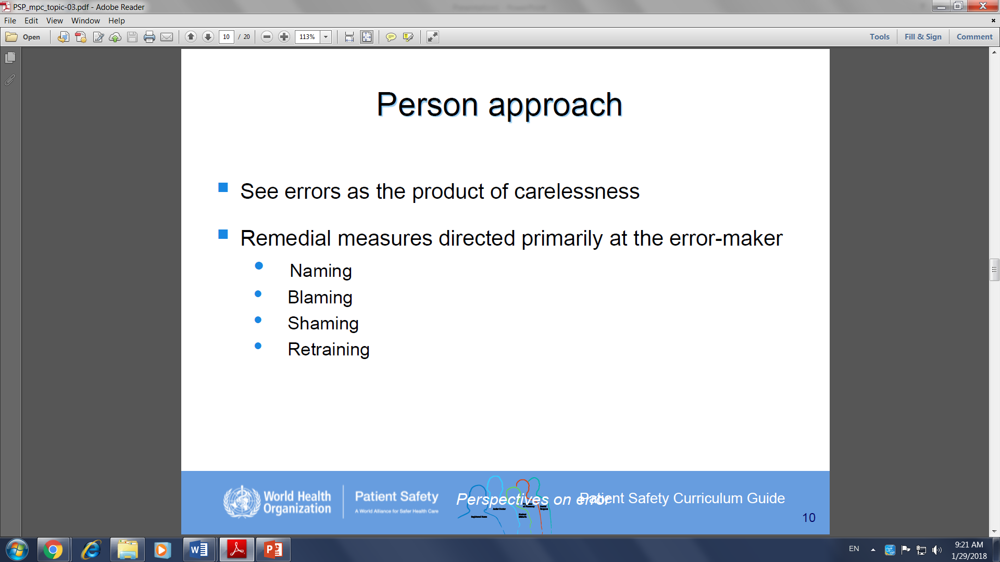 PSP_mpc_topic-03.pdf - Adobe Reader
File Edit View Window Help
Open 10 / 20 113% Tools Fill & Sign Comment
Person approach
See errors as the product of carelessness
Remedial measures directed primarily at the error-maker
Naming
Blaming
Shaming
Retraining
World Health Organization
Patient Safety
A World Alliance for Safer Health Care
Perspectives on error
Patient Safety Curriculum Guide
10
EN
9:21 AM
1/29/2018